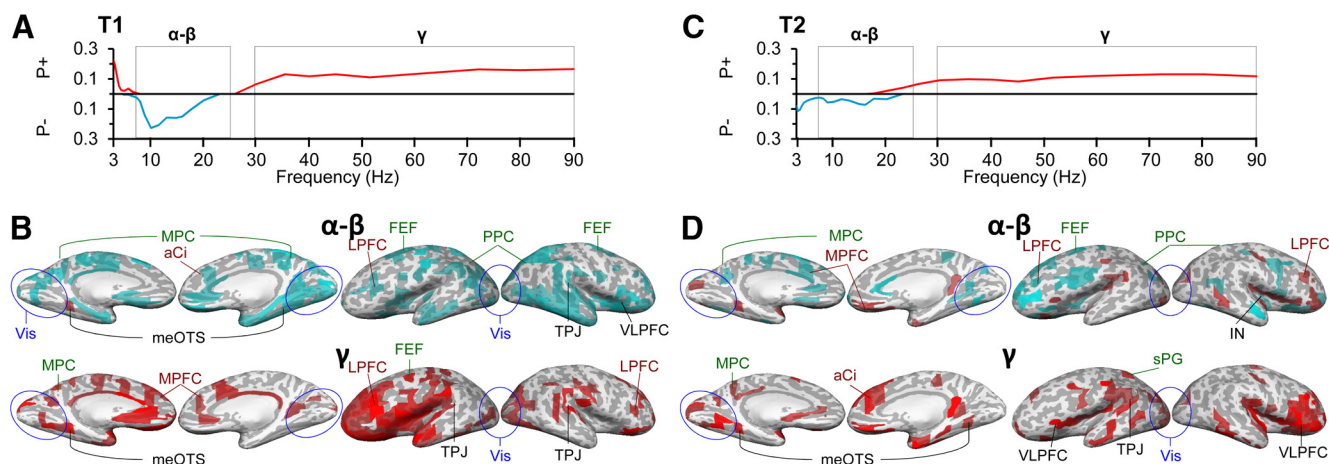 A T1 α-β γ
P+ 0.3 0.1
P- 0.1 0.3
3 10 20 30 40 50 60 70 80 90
Frequency (Hz)
C T2 α-β γ
P+ 0.3 0.1
P- 0.1 0.3
3 10 20 30 40 50 60 70 80 90
Frequency (Hz)
B α-β
MPC FEF PPC FEF
aCi LPFC
Vis meOTS Vis TPJ VLPFC
γ
MPC MPFC LPFC FEF LPFC
meOTS TPJ Vis TPJ
D α-β
MPC FEF PPC
MPFC LPFC LPFC
IN
γ
MPC aCi sPG
meOTS VLPFC TPJ Vis VLPFC